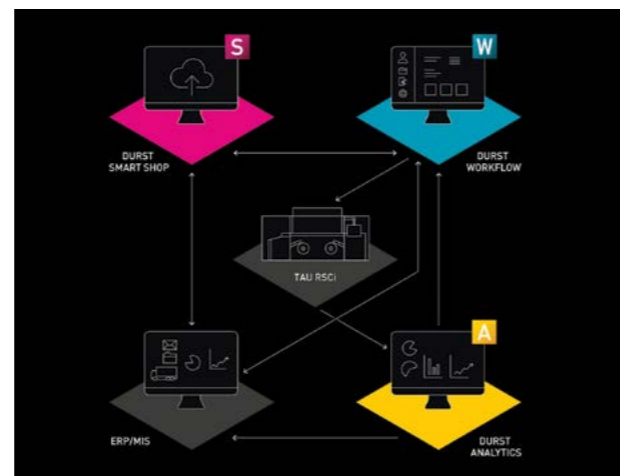 S
W
DURST
SMART SHOP
DURST
WORKFLOW
TAU RSCi
A
ERP/MIS
DURST
ANALYTICS